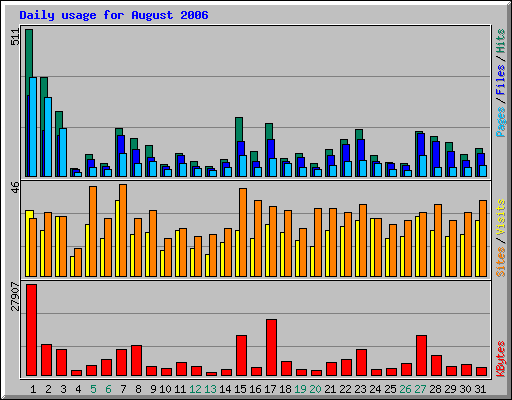 Daily usage for August 2006
511
Pages / Files / Hits
46
Sites / Visits
27907
KBytes
1 2 3 4 5 6 7 8 9 10 11 12 13 14 15 16 17 18 19 20 21 22 23 24 25 26 27 28 29 30 31